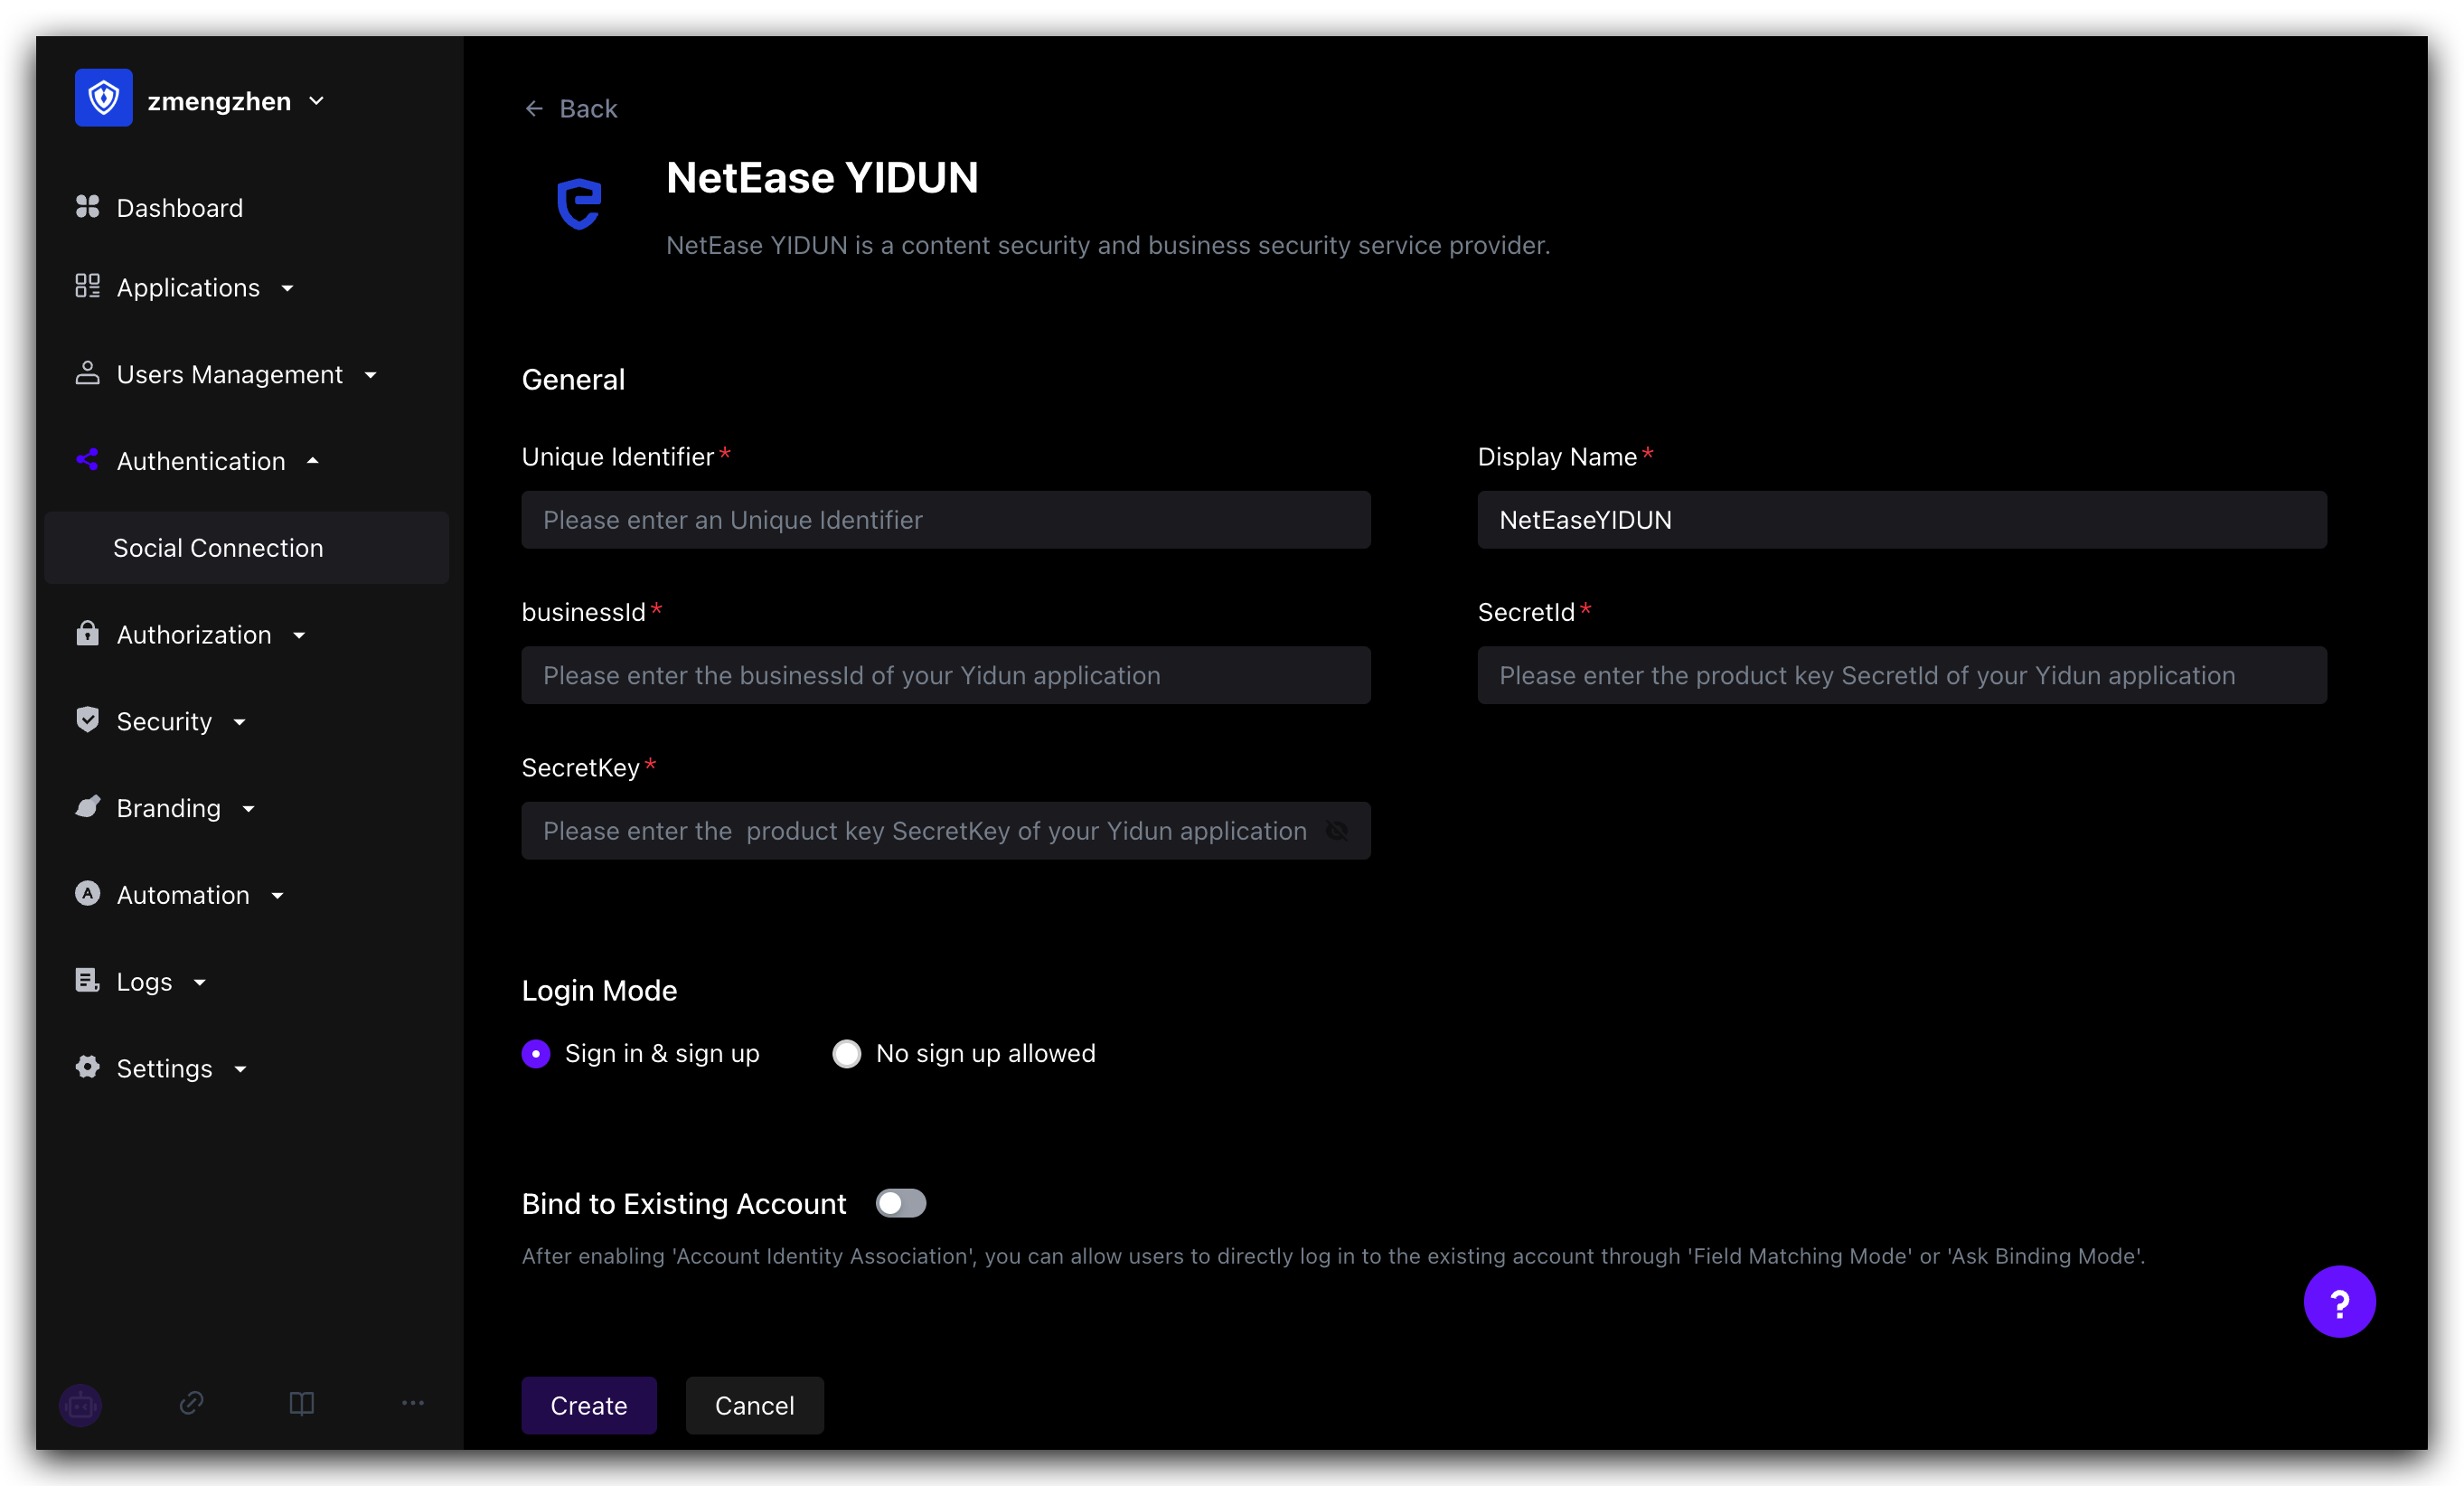 zmengzhen
Dashboard
Applications
Users Management
Authentication
Social Connection
Authorization
Security
Branding
Automation
Logs
Settings
Back
NetEase YIDUN
NetEase YIDUN is a content security and business security service provider.
General
Unique Identifier*
Please enter an Unique Identifier
Display Name*
NetEaseYIDUN
businessId*
Please enter the businessId of your Yidun application
SecretId*
Please enter the product key SecretId of your Yidun application
SecretKey*
Please enter the  product key SecretKey of your Yidun application
Login Mode
Sign in & sign up
No sign up allowed
Bind to Existing Account
After enabling 'Account Identity Association', you can allow users to directly log in to the existing account through 'Field Matching Mode' or 'Ask Binding Mode'.
?
Create
Cancel